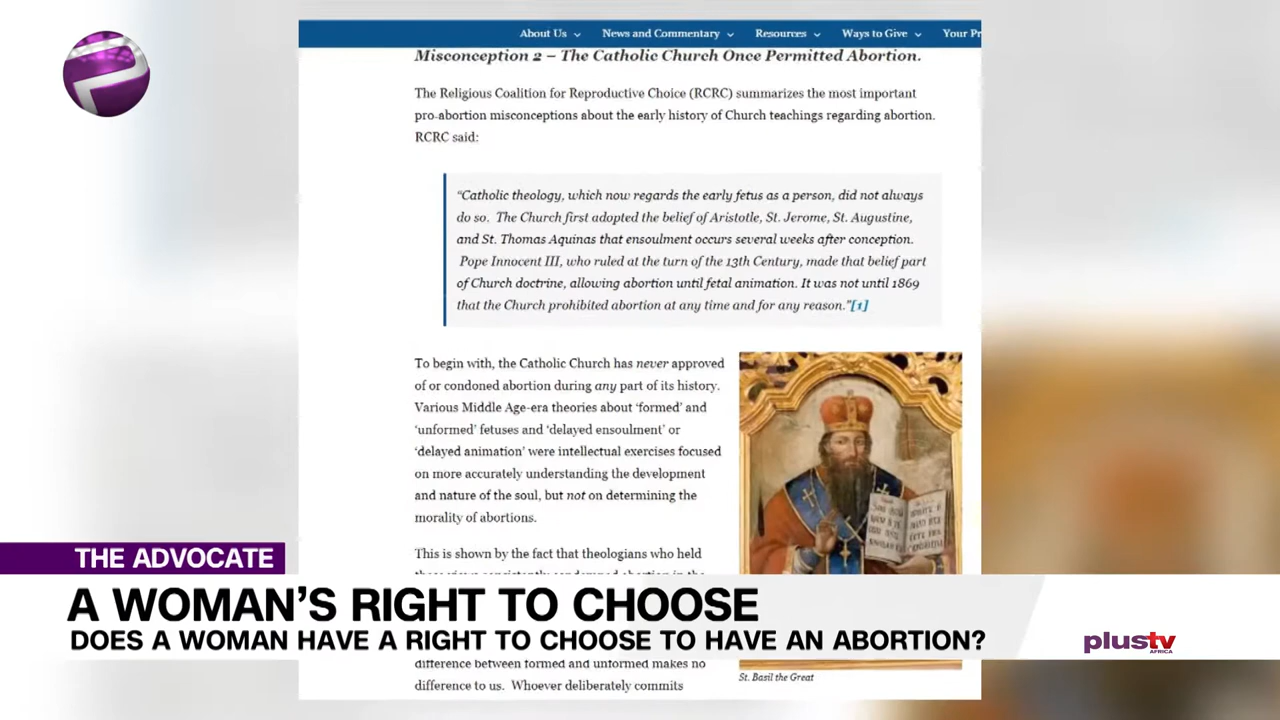 About Us News and Commentary Resources Ways to Give Your Pr
Misconception 2 – The Catholic Church Once Permitted Abortion.
The Religious Coalition for Reproductive Choice (RCRC) summarizes the most important
pro-abortion misconceptions about the early history of Church teachings regarding abortion.
RCRC said:
“Catholic theology, which now regards the early fetus as a person, did not always
do so. The Church first adopted the belief of Aristotle, St. Jerome, St. Augustine,
and St. Thomas Aquinas that ensoulment occurs several weeks after conception.
Pope Innocent III, who ruled at the turn of the 13th Century, made that belief part
of Church doctrine, allowing abortion until fetal animation. It was not until 1869
that the Church prohibited abortion at any time and for any reason.”[1]
To begin with, the Catholic Church has never approved
of or condoned abortion during any part of its history.
Various Middle Age-era theories about ‘formed’ and
‘unformed’ fetuses and ‘delayed ensoulment’ or
‘delayed animation’ were intellectual exercises focused
on more accurately understanding the development
and nature of the soul, but not on determining the
morality of abortions.
This is shown by the fact that theologians who held
THE ADVOCATE
A WOMAN’S RIGHT TO CHOOSE
DOES A WOMAN HAVE A RIGHT TO CHOOSE TO HAVE AN ABORTION?
plustv
AFRICA
difference between formed and unformed makes no
difference to us. Whoever deliberately commits
St. Basil the Great